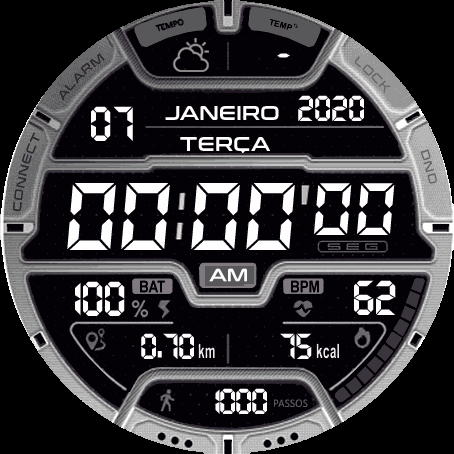 TEMPO TEMP°c
ALARM LOCK
07 JANEIRO 2020
TERÇA
CONNECT DND
00:00'00
SEG
AM
100 BAT % BPM 62
0.70 km 75 kcal
1000 PASSOS